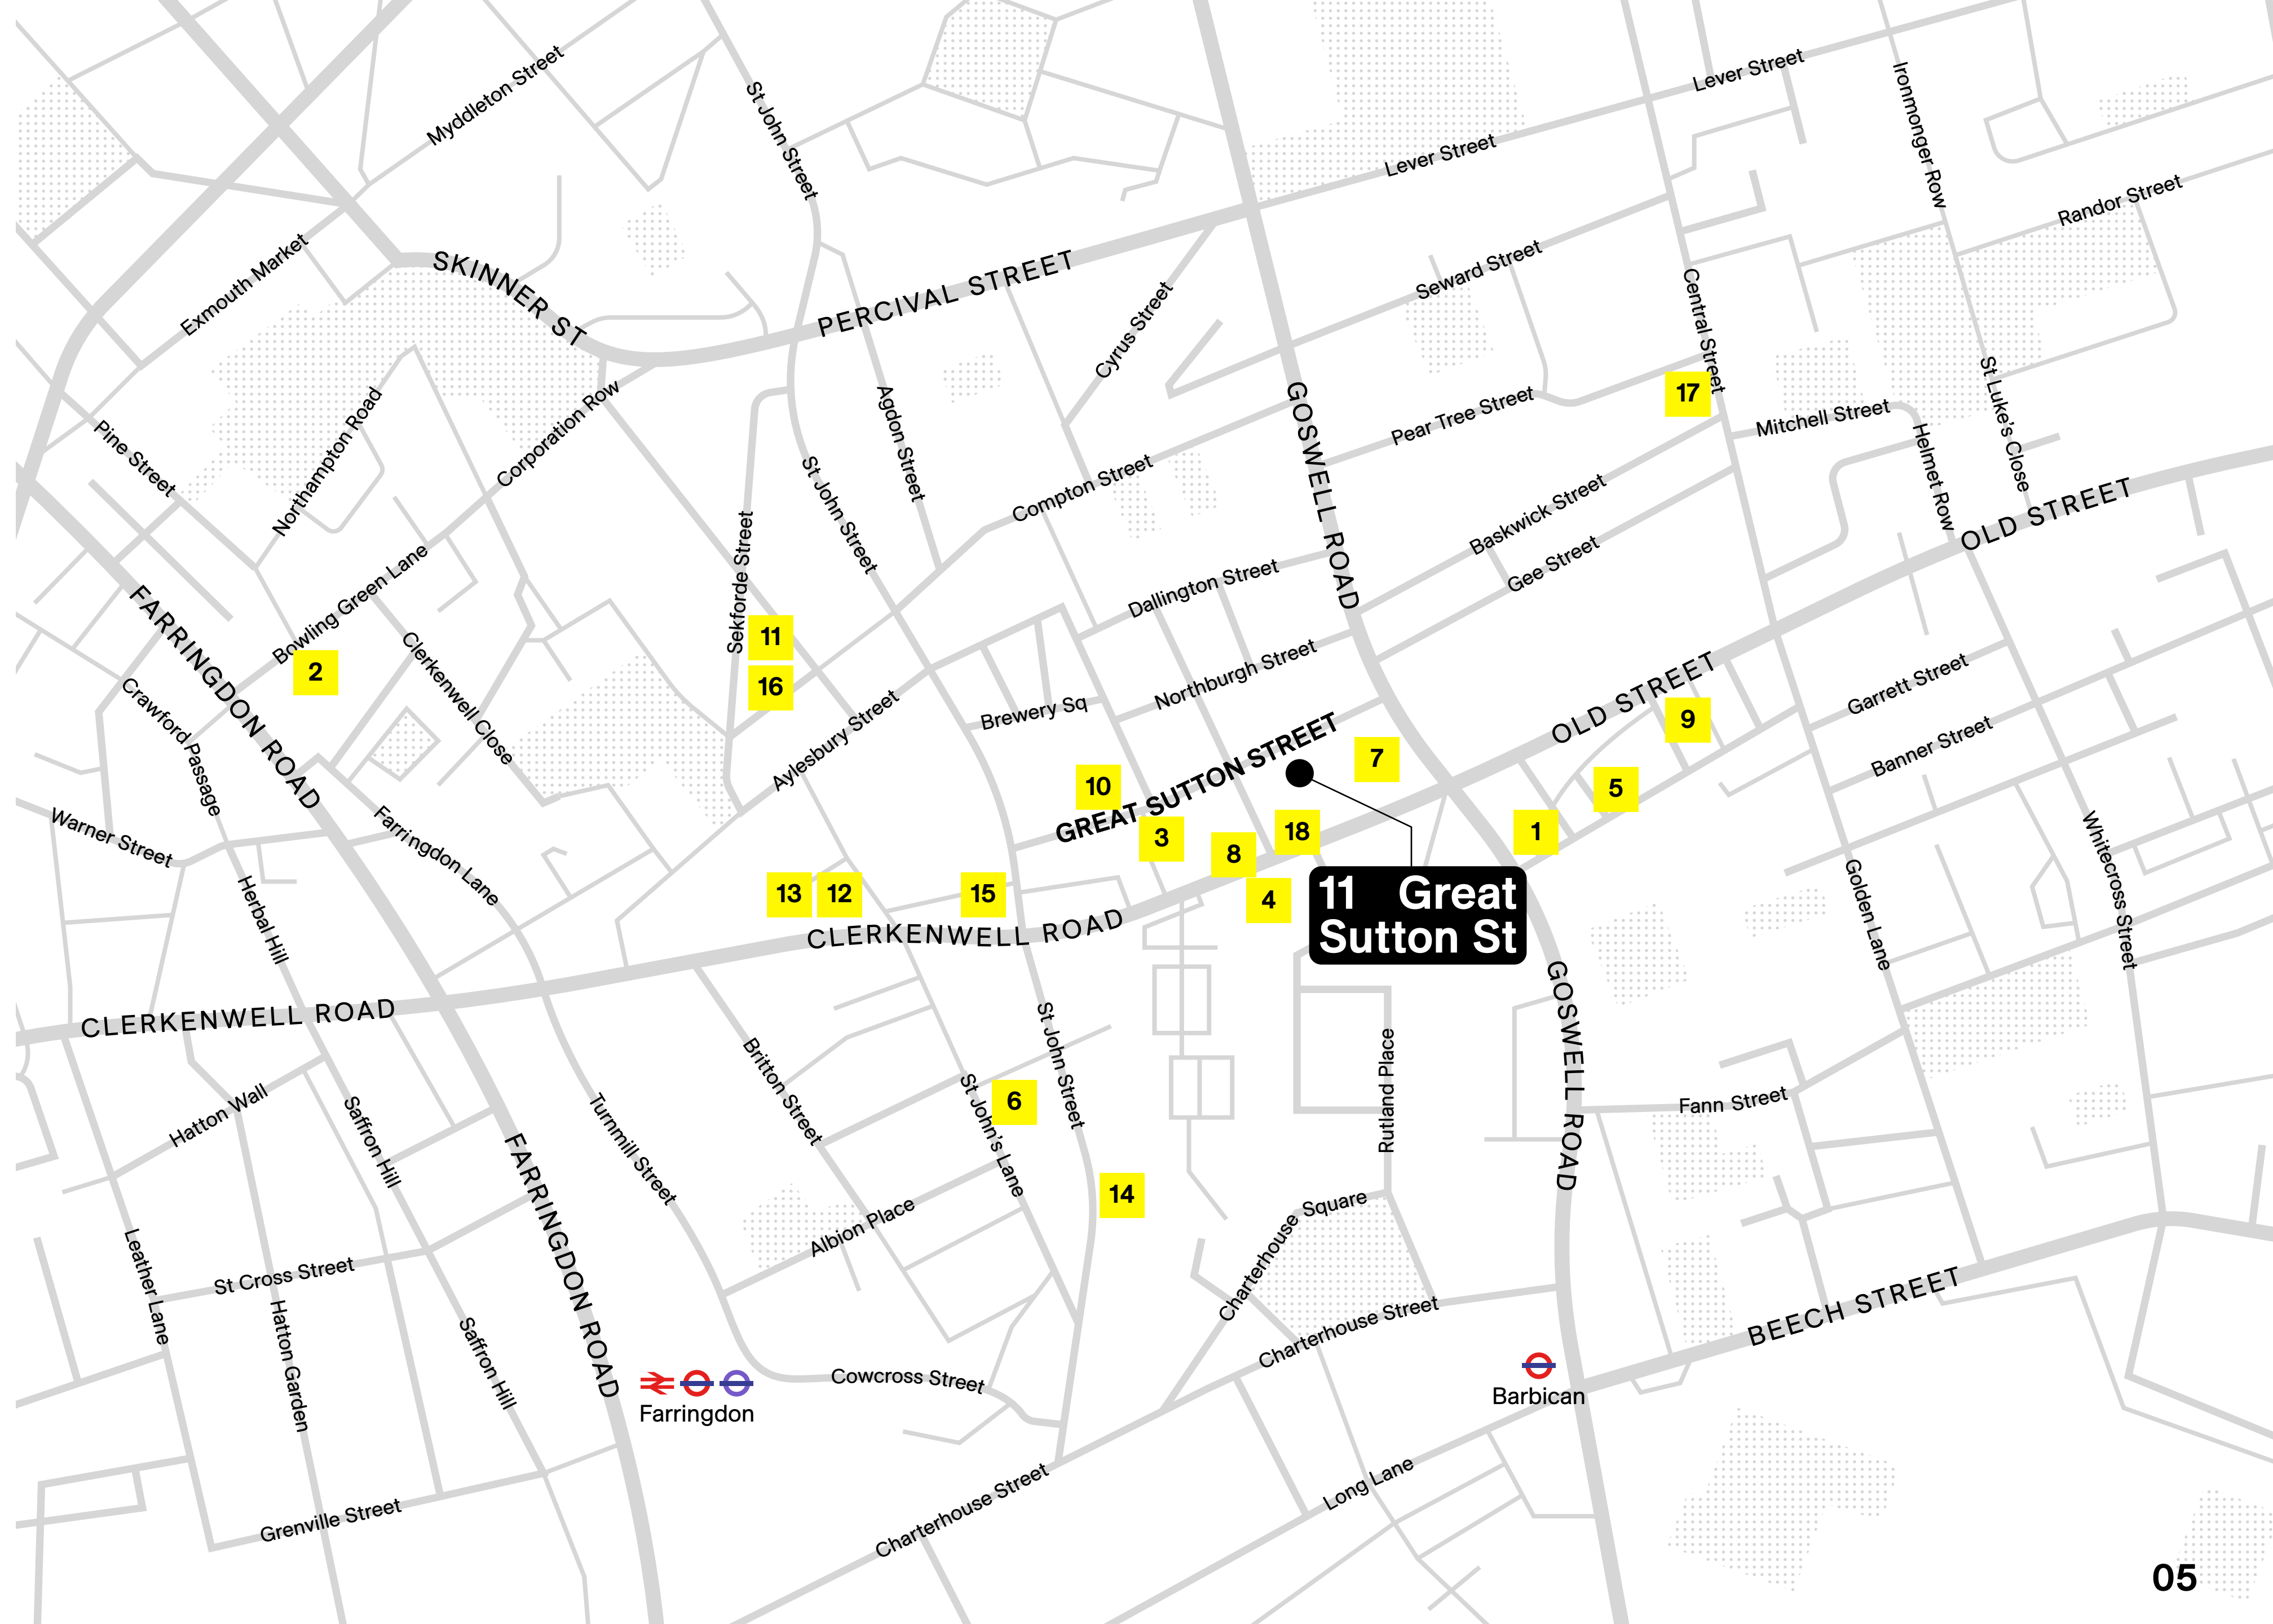 Myddleton Street
St John Street
Lever Street
Lever Street
Ironmonger Row
Randor Street
Exmouth Market
SKINNER ST
PERCIVAL STREET
Cyrus Street
Seward Street
Central Street
Pine Street
Northampton Road
Corporation Row
Agdon Street
St John Street
Compton Street
GOSWELL ROAD
Pear Tree Street
17
Mitchell Street
Helmet Row
St Luke's Close
OLD STREET
Baskwick Street
Gee Street
Dallington Street
Northburgh Street
Sekforde Street
11
16
Bowling Green Lane
2
Clerkenwell Close
FARRINGDON ROAD
Crawford Passage
Aylesbury Street
Brewery Sq
GREAT SUTTON STREET
10
7
OLD STREET
9
5
Garrett Street
Banner Street
Whitecross Street
Warner Street
Farringdon Lane
Herbal Hill
3
8
18
1
4
11 Great
Sutton St
13
12
15
CLERKENWELL ROAD
CLERKENWELL ROAD
Golden Lane
GOSWELL ROAD
Hatton Wall
Saffron Hill
Turnmill Street
Britton Street
St John's Lane
6
St John Street
Rutland Place
Fann Street
14
Albion Place
Charterhouse Square
Charterhouse Street
FARRINGDON ROAD
Leather Lane
St Cross Street
Hatton Garden
Saffron Hill
Farringdon
Cowcross Street
Barbican
BEECH STREET
Grenville Street
Charterhouse Street
Long Lane
05